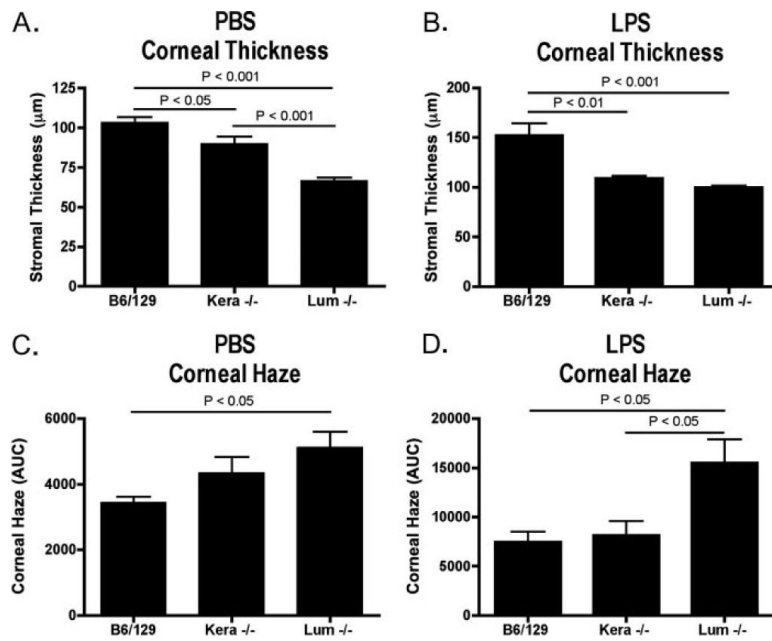 A.
PBS
Corneal Thickness
P < 0.001
P < 0.05
P < 0.001
Stromal Thickness (μm)
125
100
75
50
25
0
B6/129 Kera -/- Lum -/-
B.
LPS
Corneal Thickness
P < 0.001
P < 0.01
Stromal Thickness (μm)
200
150
100
50
0
B6/129 Kera -/- Lum -/-
C.
PBS
Corneal Haze
P < 0.05
Corneal Haze (AUC)
6000
4000
2000
0
B6/129 Kera -/- Lum -/-
D.
LPS
Corneal Haze
P < 0.05
P < 0.05
Corneal Haze (AUC)
20000
15000
10000
5000
0
B6/129 Kera -/- Lum -/-